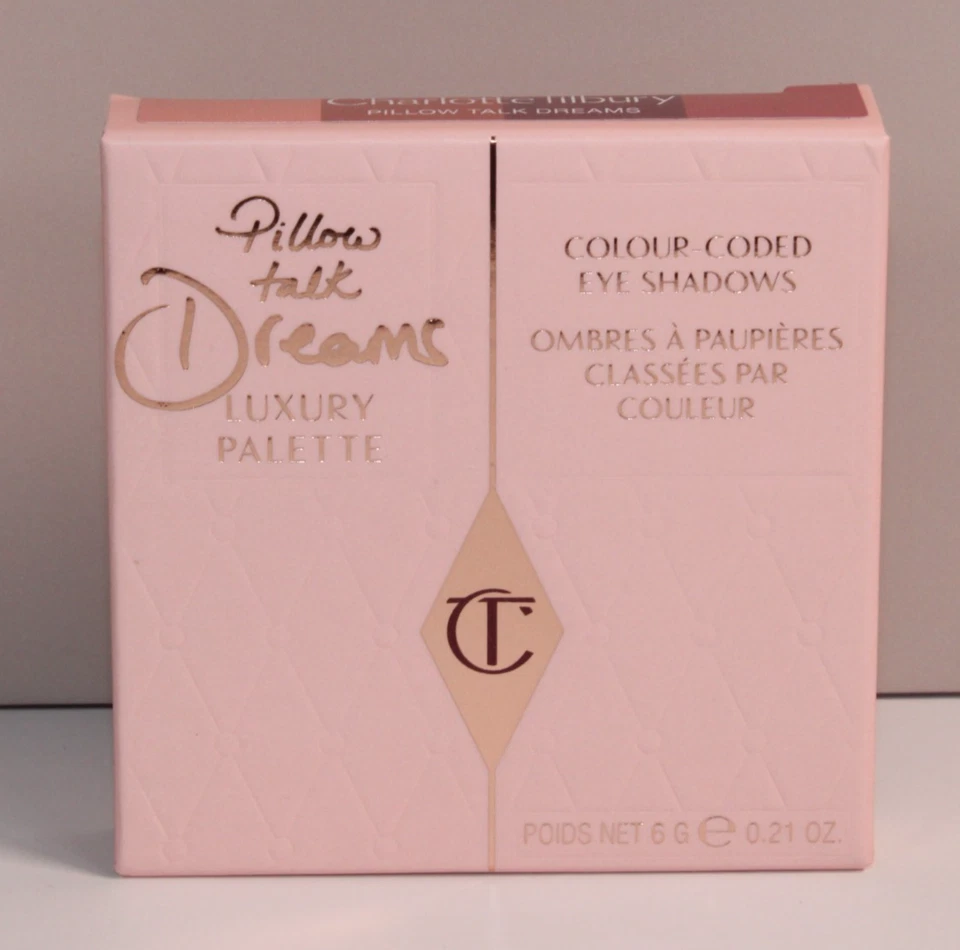 Charlotte Tilbury
PILLOW TALK DREAMS
Pillow
talk
Dreams
LUXURY
PALETTE
COLOUR-CODED
EYE SHADOWS
OMBRES À PAUPIÈRES
CLASSÉES PAR
COULEUR
CT
POIDS NET 6 G ℮ 0.21 OZ.